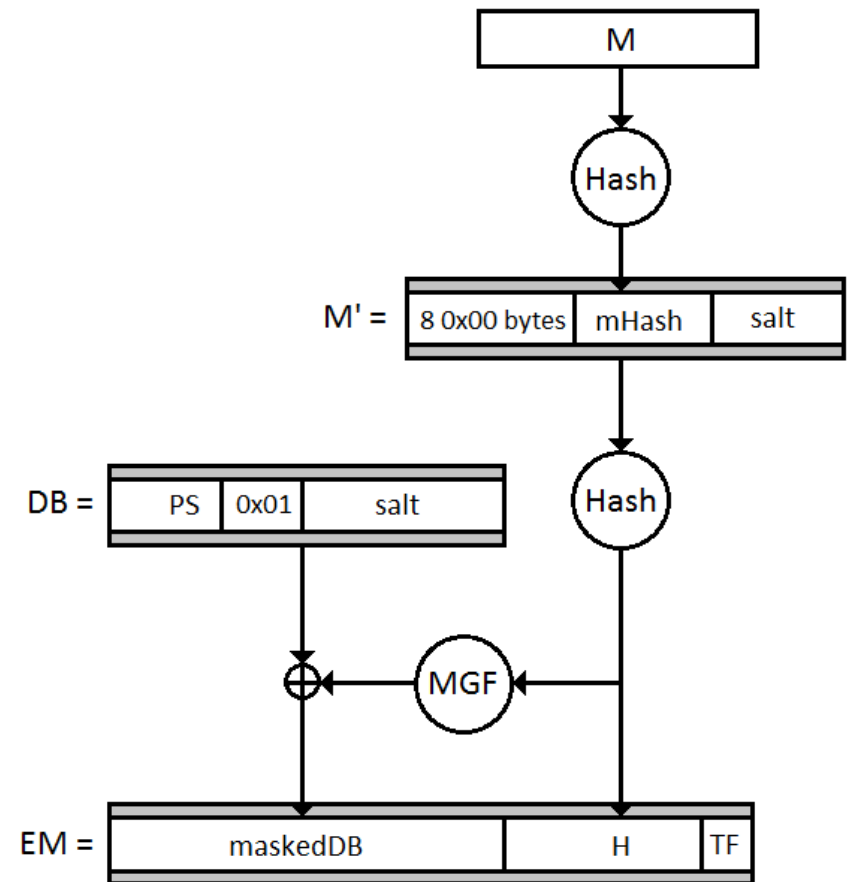 M
Hash
M' = 8 0x00 bytes mHash salt
DB = PS 0x01 salt
Hash
MGF
EM = maskedDB H TF